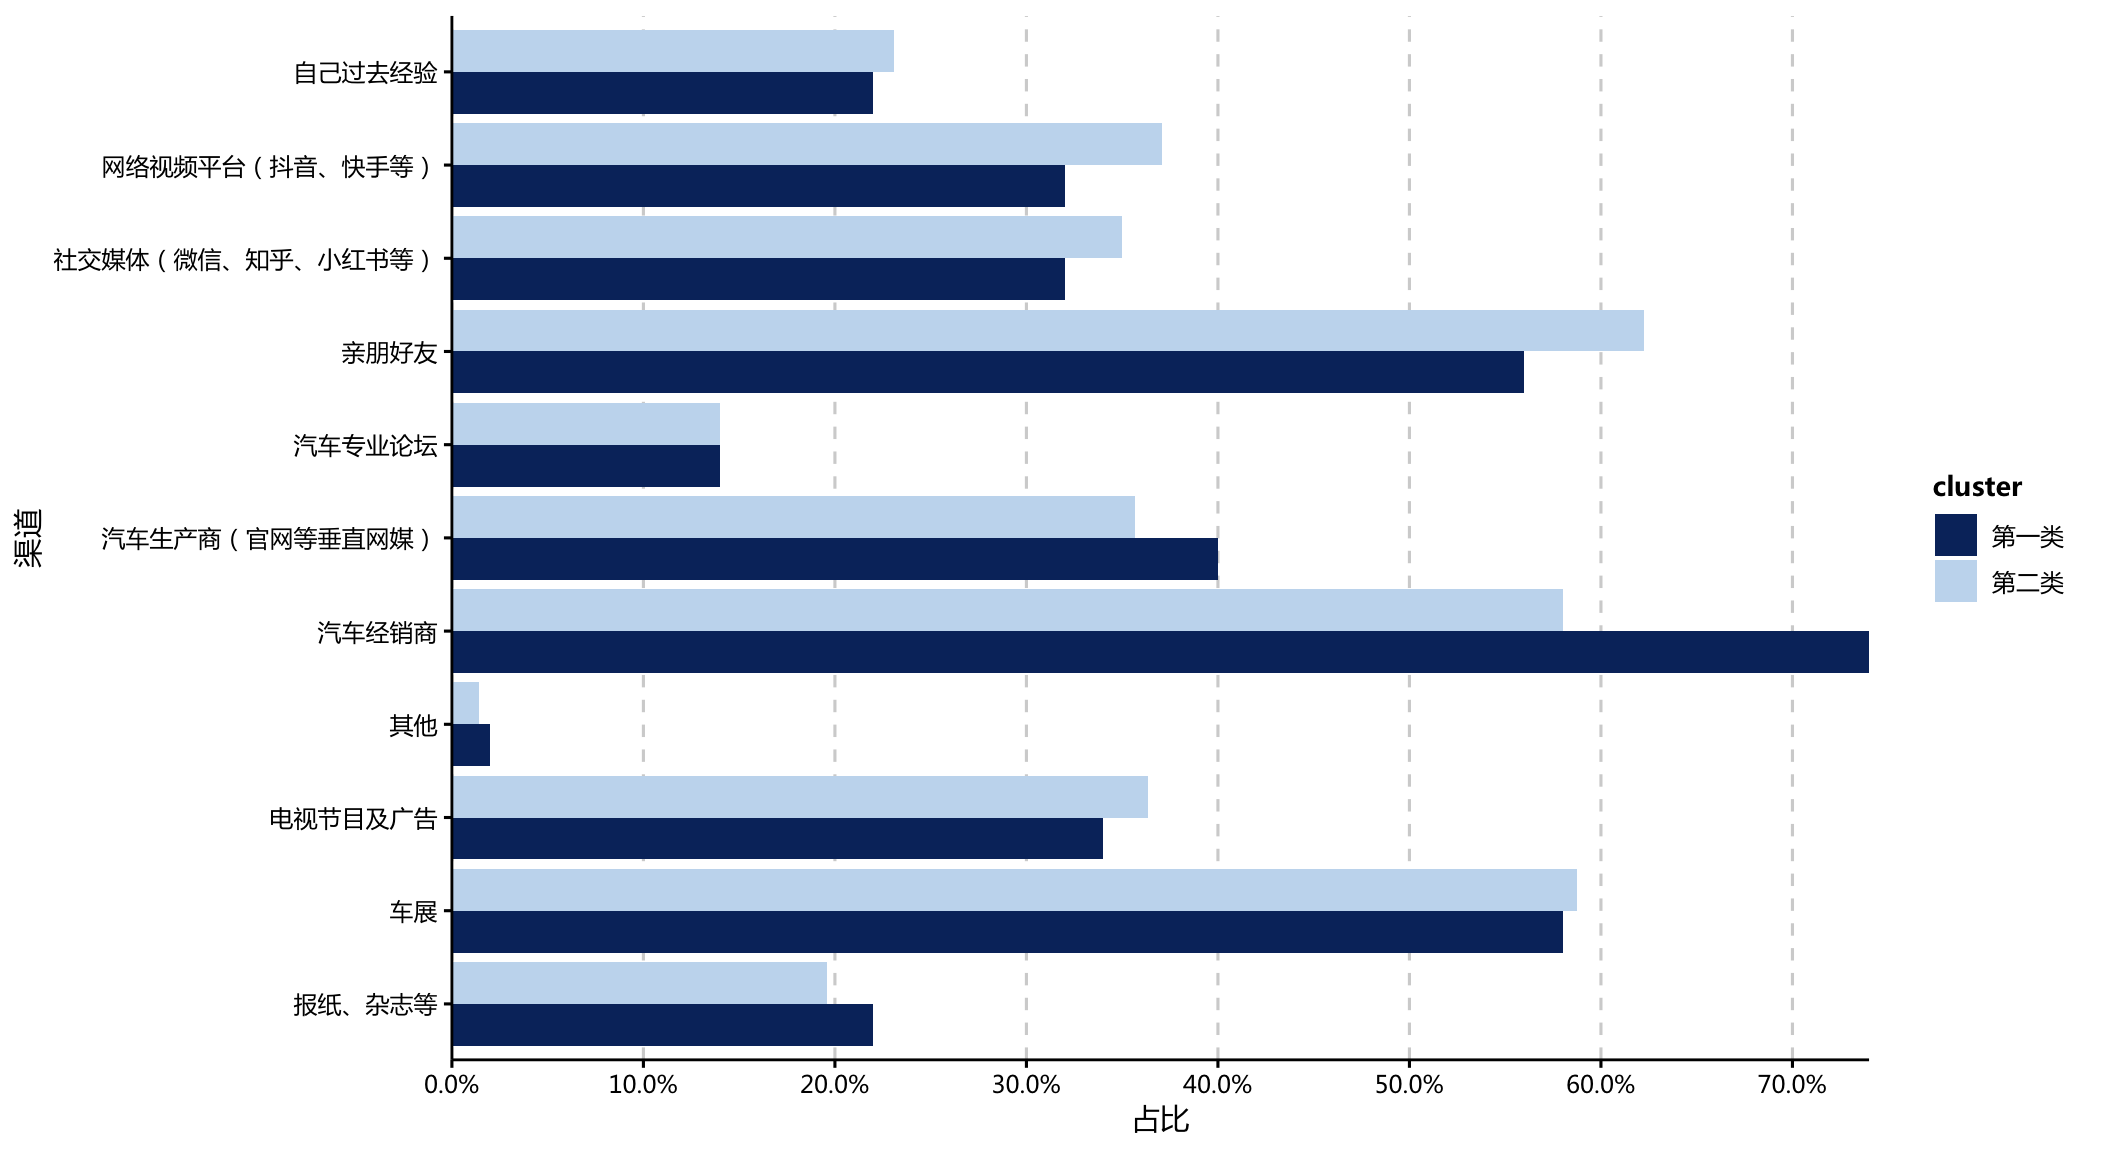 自己过去经验
网络视频平台（抖音、快手等）
社交媒体（微信、知乎、小红书等）
亲朋好友
汽车专业论坛
汽车生产商（官网等垂直网媒）
汽车经销商
其他
电视节目及广告
车展
报纸、杂志等
渠道
0.0% 10.0% 20.0% 30.0% 40.0% 50.0% 60.0% 70.0%
占比
cluster
第一类
第二类